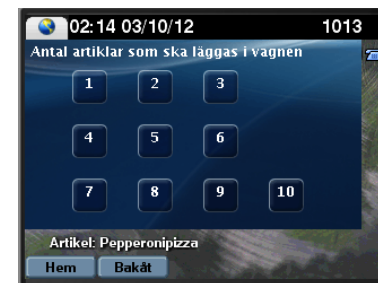 02:14 03/10/12 1013
Antal artiklar som ska läggas i vagnen
1 2 3
4 5 6
7 8 9 10
Artikel: Pepperonipizza
Hem Bakåt